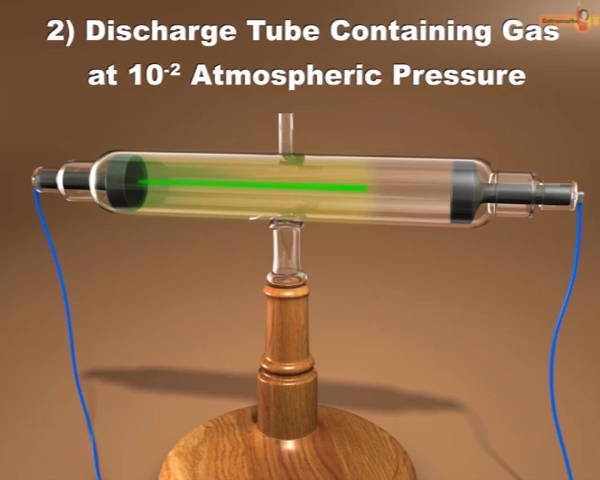 2) Discharge Tube Containing Gas
at 10⁻² Atmospheric Pressure